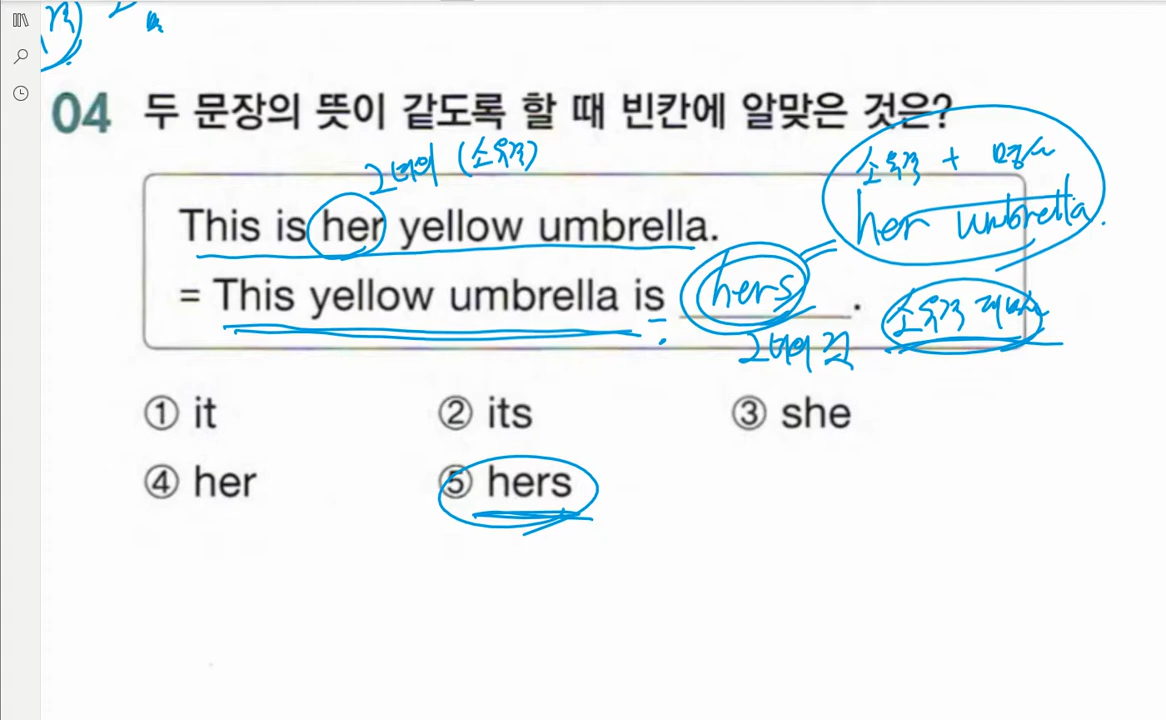 04 두 문장의 뜻이 같도록 할 때 빈칸에 알맞은 것은?
그녀의 (소유격)
소유격 + 명사
her umbrella.
This is her yellow umbrella.
= This yellow umbrella is hers.
소유격 대명사
그녀의 것
① it ② its ③ she
④ her ⑤ hers